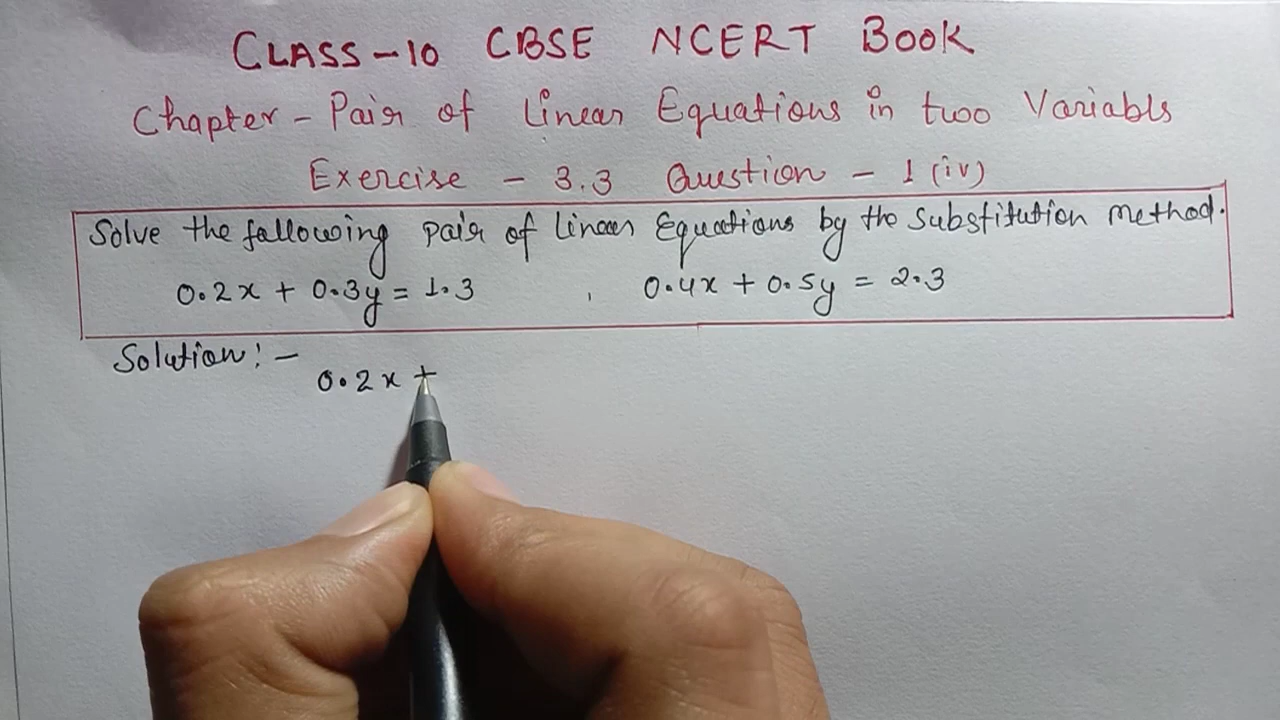 CLASS-10 CBSE NCERT BOOK
Chapter - Pair of Linear Equations in two Variabls
Exercise - 3.3 Question - 1 (iv)
Solve the following pair of linear Equations by the substitution method.
0.2x + 0.3y = 1.3 , 0.4x + 0.5y = 2.3
Solution:-
0.2x +